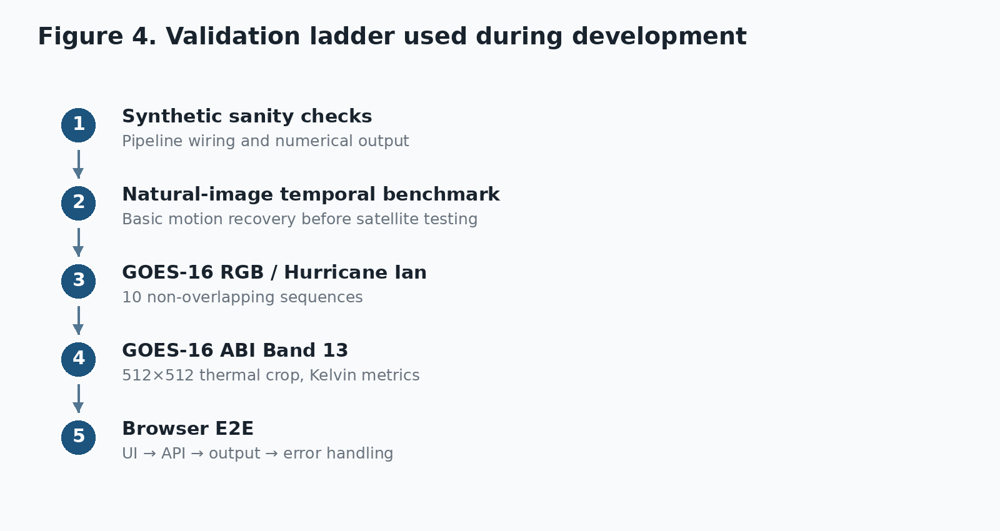 Figure 4. Validation ladder used during development
1
Synthetic sanity checks
Pipeline wiring and numerical output
2
Natural-image temporal benchmark
Basic motion recovery before satellite testing
3
GOES-16 RGB / Hurricane Ian
10 non-overlapping sequences
4
GOES-16 ABI Band 13
512×512 thermal crop, Kelvin metrics
5
Browser E2E
UI → API → output → error handling